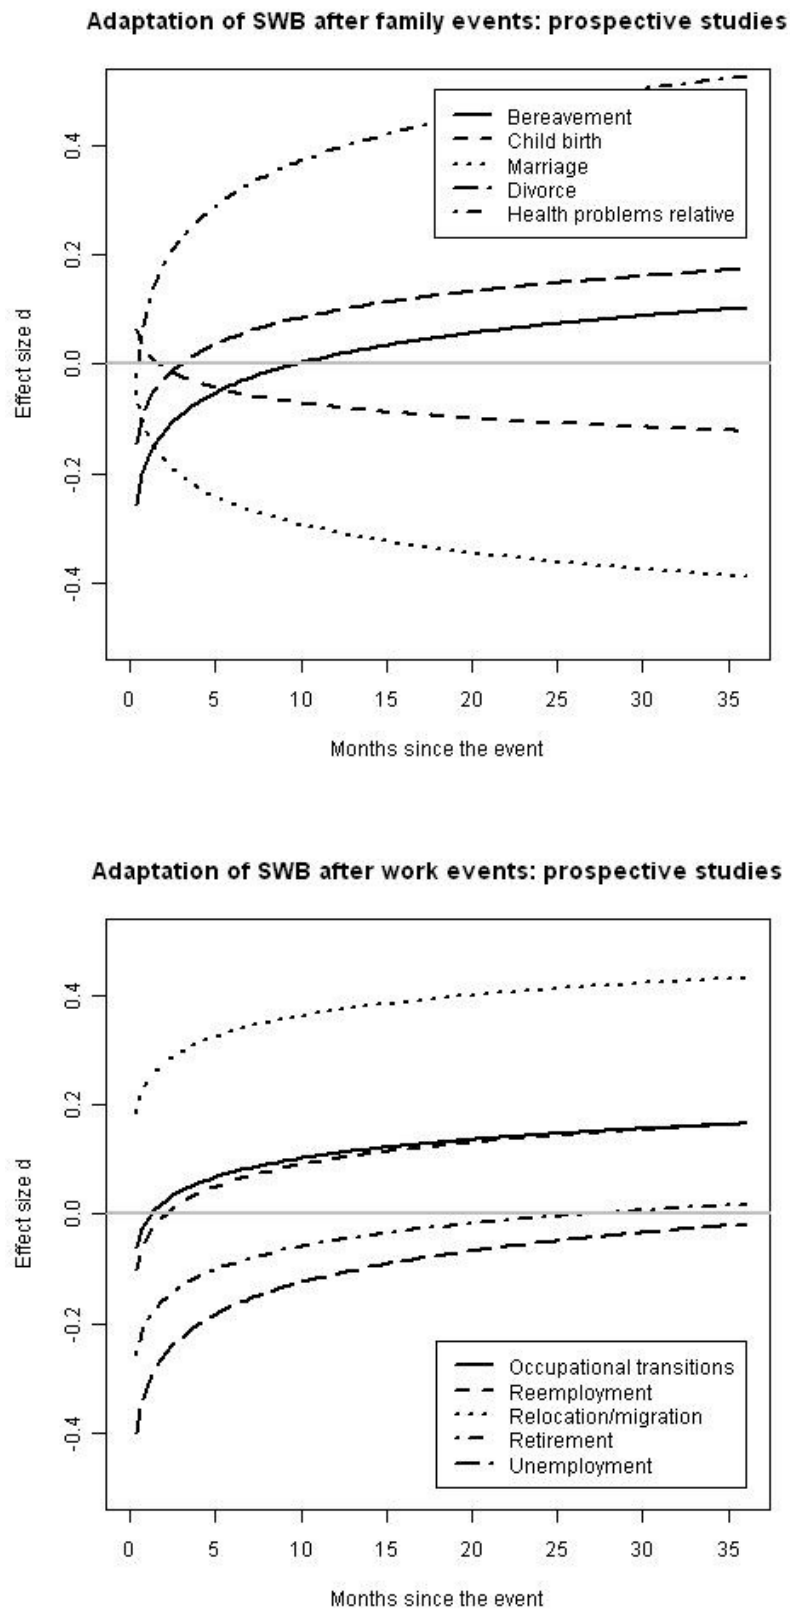 Adaptation of SWB after family events: prospective studies
Effect size d
0.4
0.2
0.0
-0.2
-0.4
Bereavement
Child birth
Marriage
Divorce
Health problems relative
0 5 10 15 20 25 30 35
Months since the event
Adaptation of SWB after work events: prospective studies
Effect size d
0.4
0.2
0.0
-0.2
-0.4
Occupational transitions
Reemployment
Relocation/migration
Retirement
Unemployment
0 5 10 15 20 25 30 35
Months since the event